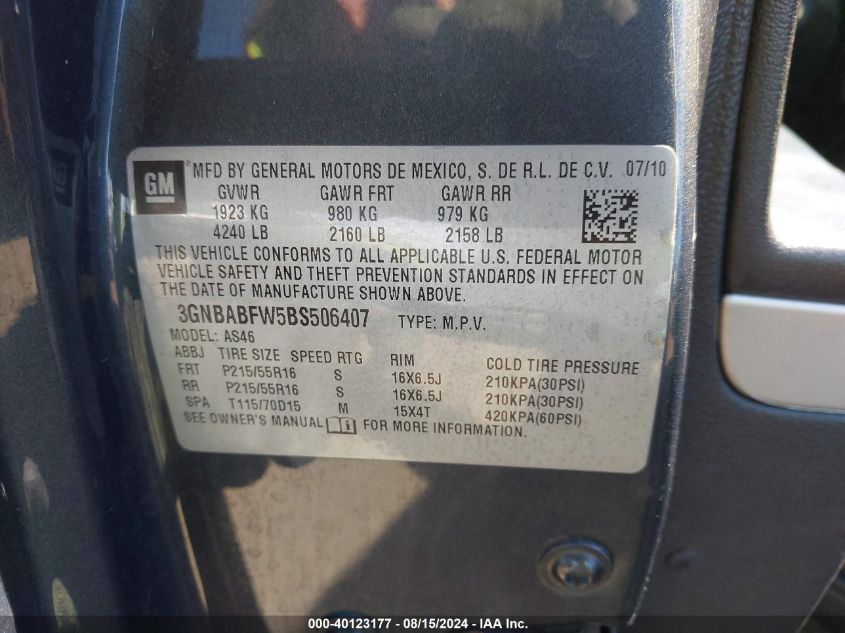 GM MFD BY GENERAL MOTORS DE MEXICO, S. DE R.L. DE C.V. 07/10
GVWR GAWR FRT GAWR RR
1923 KG 980 KG 979 KG
4240 LB 2160 LB 2158 LB
THIS VEHICLE CONFORMS TO ALL APPLICABLE U.S. FEDERAL MOTOR
VEHICLE SAFETY AND THEFT PREVENTION STANDARDS IN EFFECT ON
THE DATE OF MANUFACTURE SHOWN ABOVE.
3GNBABFW5BS506407 TYPE: M.P.V.
MODEL: AS46
ABBJ TIRE SIZE SPEED RTG RIM COLD TIRE PRESSURE
FRT P215/55R16 S 16X6.5J 210KPA(30PSI)
RR P215/55R16 S 16X6.5J 210KPA(30PSI)
SPA T115/70D15 M 15X4T 420KPA(60PSI)
SEE OWNER'S MANUAL FOR MORE INFORMATION.
000-40123177 - 08/15/2024 - IAA Inc.